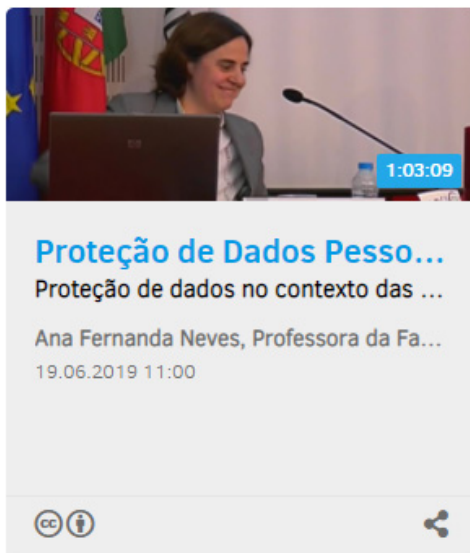 1:03:09
Proteção de Dados Pesso...
Proteção de dados no contexto das ...
Ana Fernanda Neves, Professora da Fa...
19.06.2019 11:00
cc